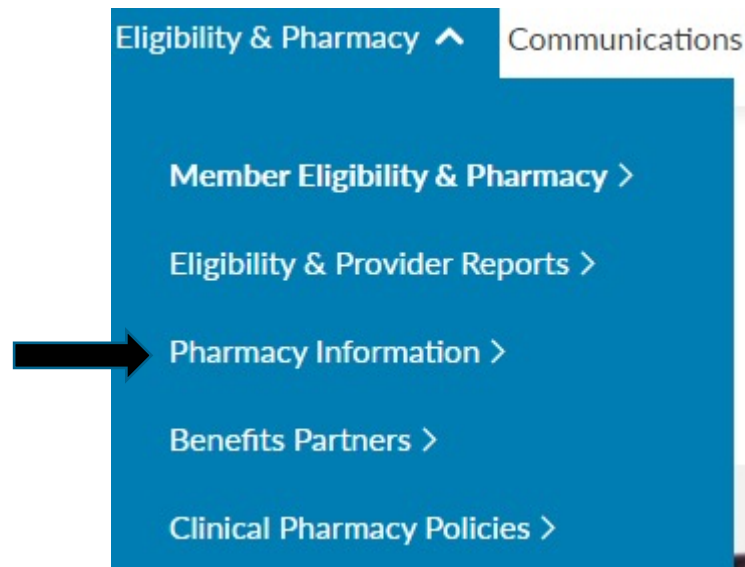 Eligibility & Pharmacy Communications
Member Eligibility & Pharmacy >
Eligibility & Provider Reports >
Pharmacy Information >
Benefits Partners >
Clinical Pharmacy Policies >